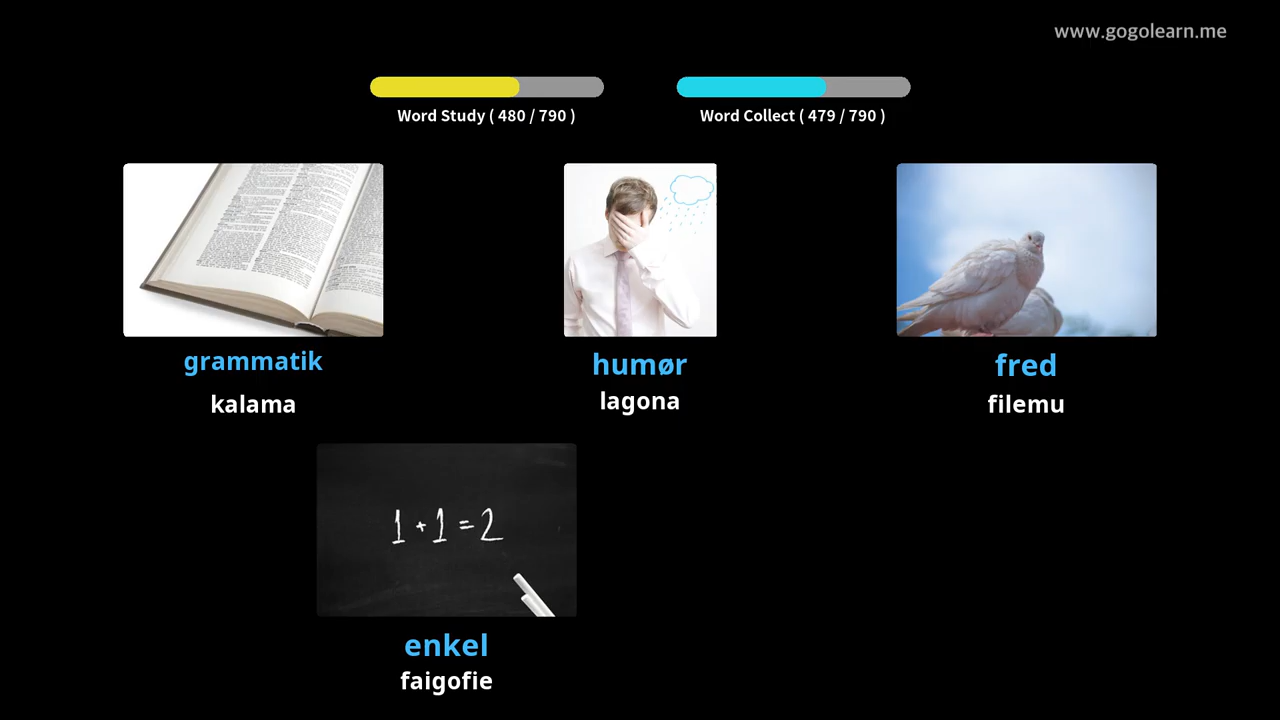 www.gogolearn.me
Word Study ( 480 / 790 )
Word Collect ( 479 / 790 )
grammatik
kalama
humør
lagona
fred
filemu
1 + 1 = 2
enkel
faigofie